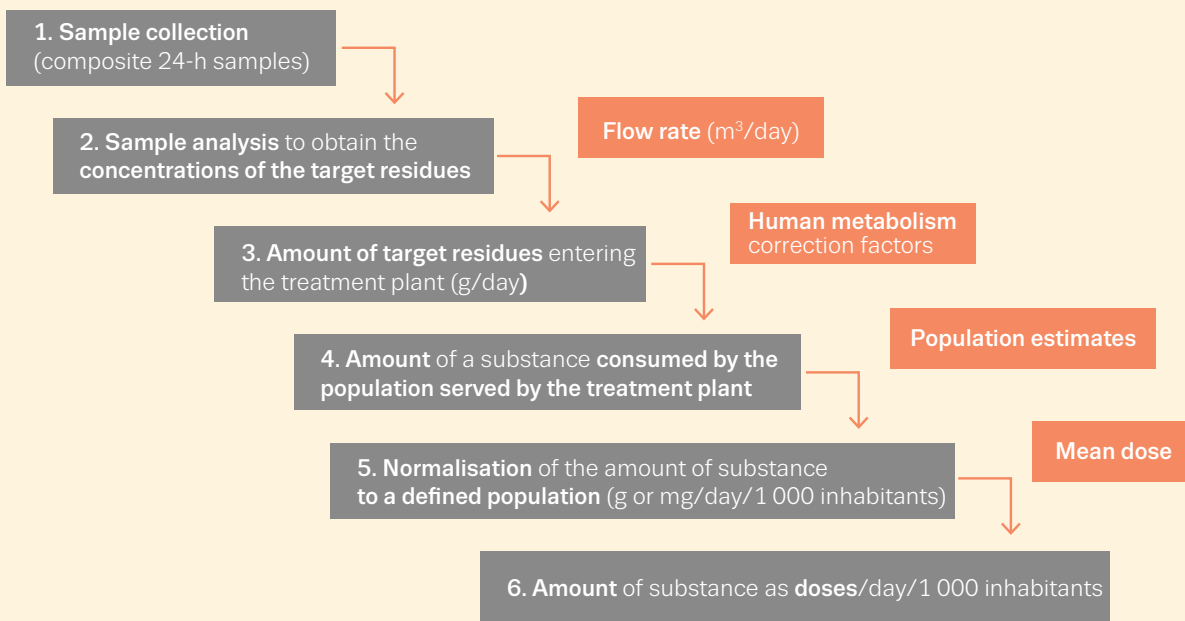 1. Sample collection
(composite 24-h samples)
2. Sample analysis to obtain the
concentrations of the target residues
Flow rate (m³/day)
3. Amount of target residues entering
the treatment plant (g/day)
Human metabolism
correction factors
4. Amount of a substance consumed by the
population served by the treatment plant
Population estimates
5. Normalisation of the amount of substance
to a defined population (g or mg/day/1 000 inhabitants)
Mean dose
6. Amount of substance as doses/day/1 000 inhabitants